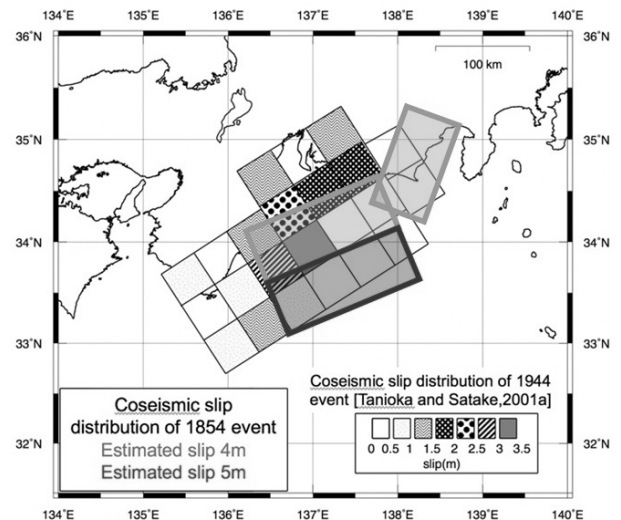 134°E 135°E 136°E 137°E 138°E 139°E 140°E
36°N 36°N
100 km
35°N 35°N
34°N 34°N
33°N 33°N
Coseismic slip distribution of 1944
event [Tanioka and Satake,2001a]
Coseismic slip
distribution of 1854 event
Estimated slip 4m
Estimated slip 5m
32°N 32°N
0 0.5 1 1.5 2 2.5 3 3.5
slip(m)
134°E 135°E 136°E 137°E 138°E 139°E 140°E